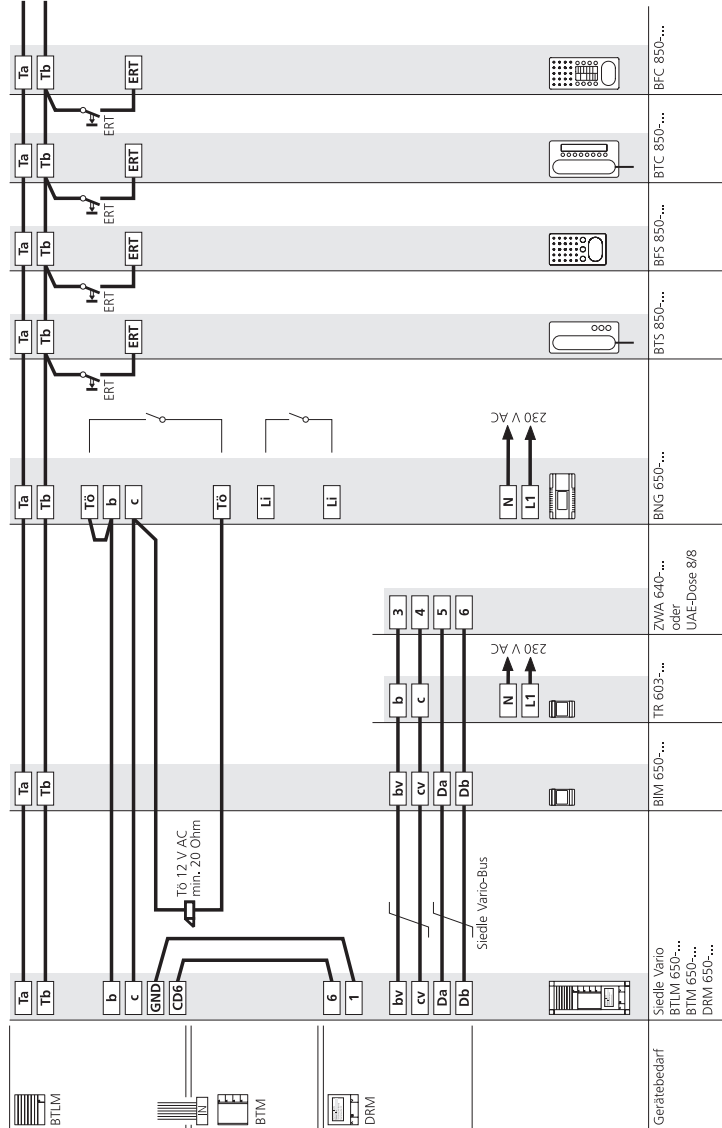 Ta
Tb
ERT
ERT
BFC 850-...
Ta
Tb
ERT
ERT
BTC 850-...
Ta
Tb
ERT
ERT
BFS 850-...
Ta
Tb
ERT
ERT
BTS 850-...
Ta
Tb
Tö
b
c
Tö
Li
Li
N
L1
230 V AC
BNG 650-...
3
4
5
6
ZWA 640-...
oder
UAE-Dose 8/8
b
c
N
L1
230 V AC
TR 603-...
Ta
Tb
bv
cv
Da
Db
BIM 650-...
Tö 12 V AC
min. 20 Ohm
Siedle Vario-Bus
Ta
Tb
b
c
GND
CD6
6
1
bv
cv
Da
Db
Siedle Vario
BTLM 650-...
BTM 650-...
DRM 650-...
BTLM
IN
BTM
DRM
Gerätebedarf